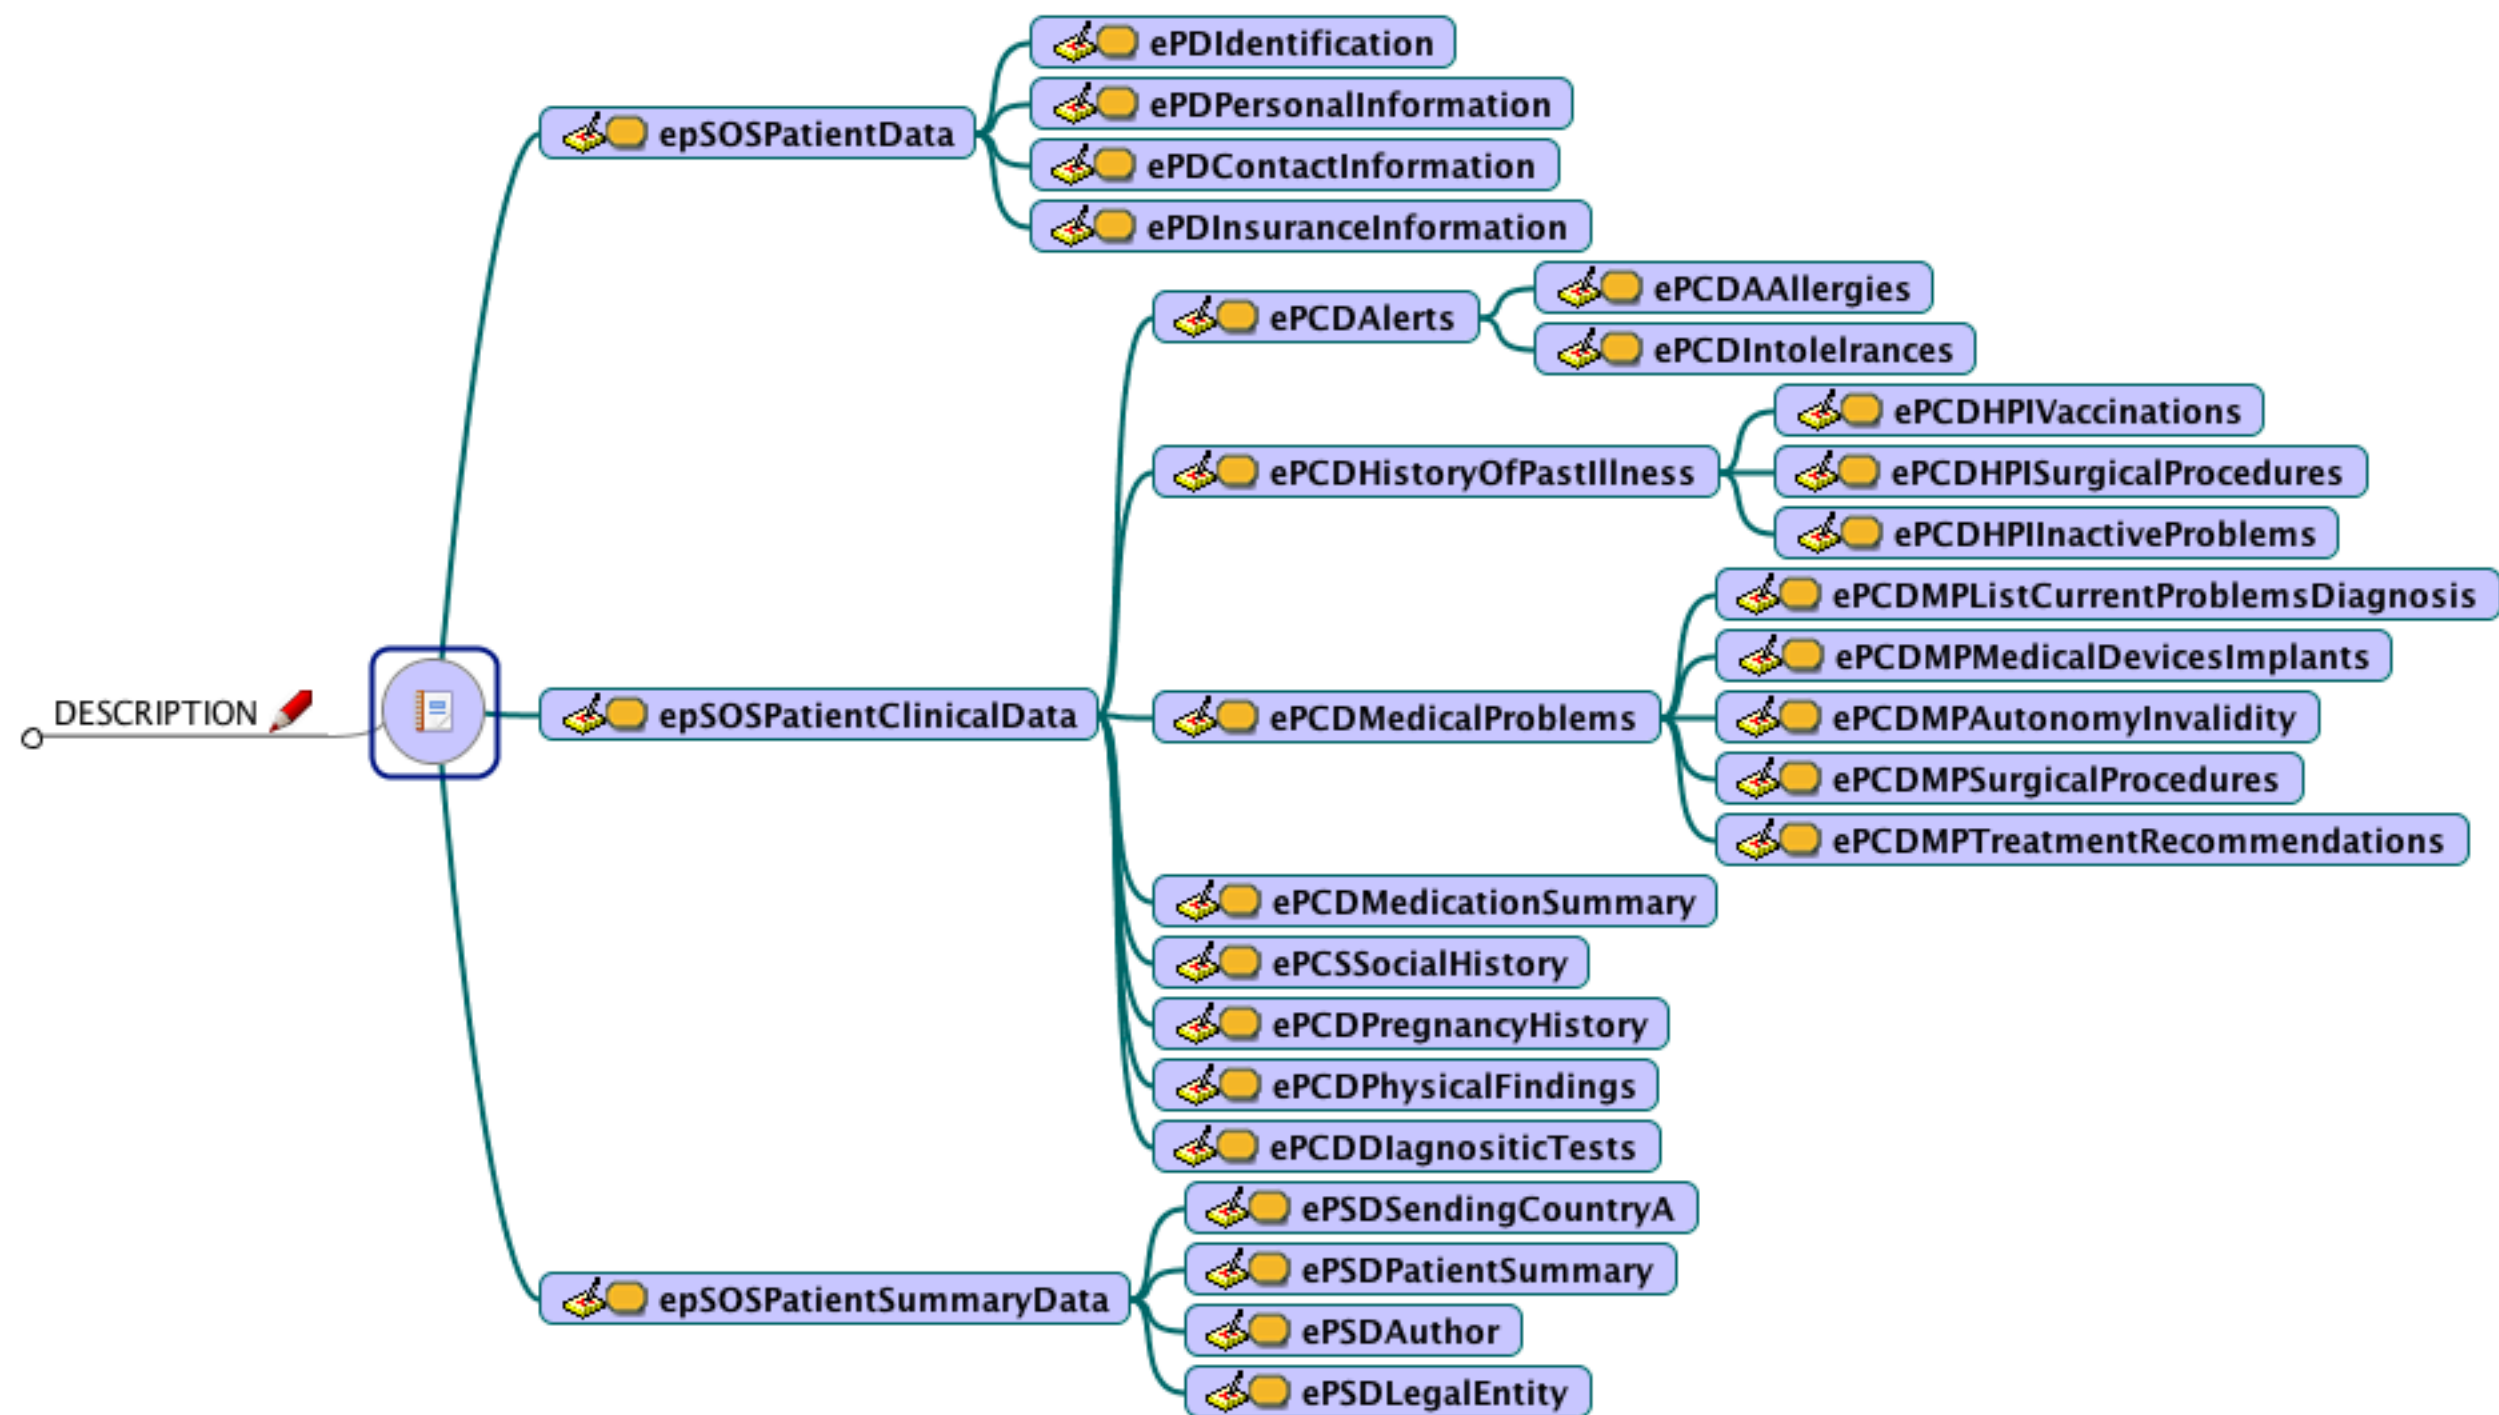 ePDIdentification
ePDPersonalInformation
epSOSPatientData
ePDContactInformation
ePDInsuranceInformation
ePCDAAllergies
ePCDAlerts
ePCDIntolelrances
ePCDHPIVaccinations
ePCDHistoryOfPastIllness
ePCDHPISurgicalProcedures
ePCDHPIInactiveProblems
ePCDMPListCurrentProblemsDiagnosis
ePCDMPMedicalDevicesImplants
DESCRIPTION
epSOSPatientClinicalData
ePCDMedicalProblems
ePCDMPAutonomyInvalidity
ePCDMPSurgicalProcedures
ePCDMPTreatmentRecommendations
ePCDMedicationSummary
ePCSSocialHistory
ePCDPregnancyHistory
ePCDPhysicalFindings
ePCDDIagnositicTests
ePSDSendingCountryA
ePSDPatientSummary
epSOSPatientSummaryData
ePSDAuthor
ePSDLegalEntity